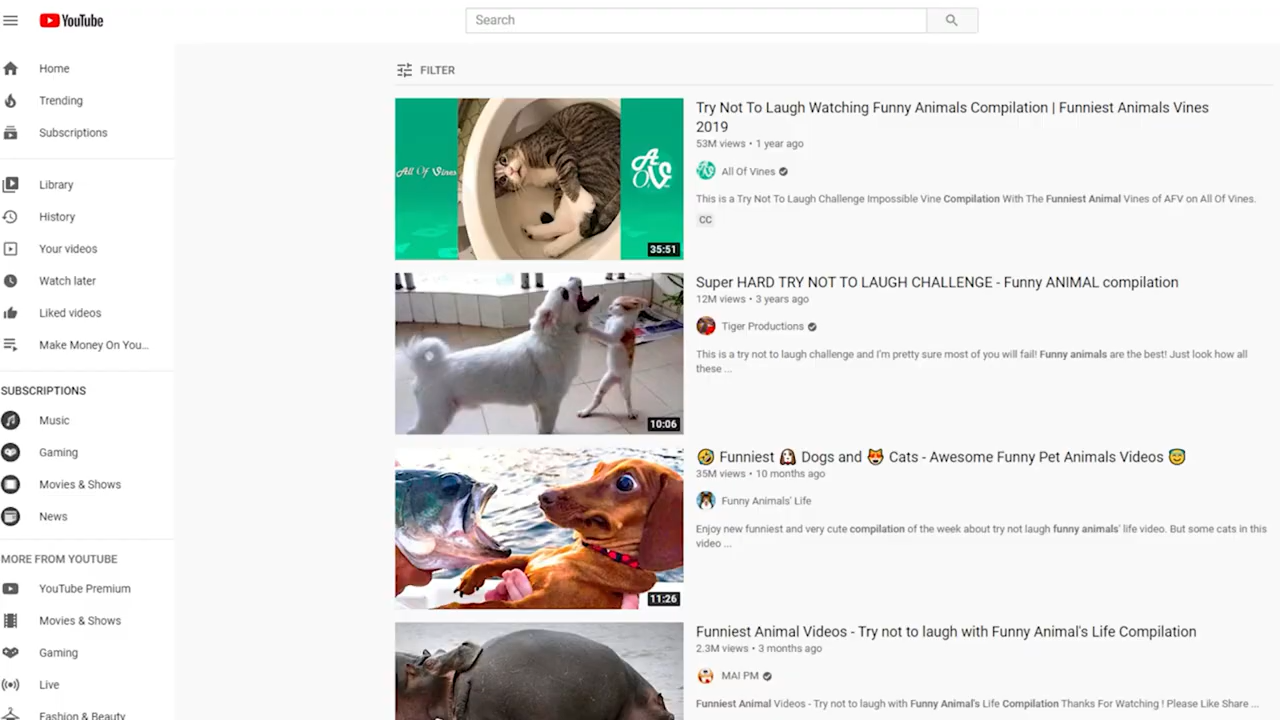 YouTube
Search
Home
Trending
Subscriptions
Library
History
Your videos
Watch later
Liked videos
Make Money On You...
SUBSCRIPTIONS
Music
Gaming
Movies & Shows
News
MORE FROM YOUTUBE
YouTube Premium
Movies & Shows
Gaming
Live
Fashion & Beauty
FILTER
All Of Vines
AOV
35:51
Try Not To Laugh Watching Funny Animals Compilation | Funniest Animals Vines
2019
53M views • 1 year ago
All Of Vines
This is a Try Not To Laugh Challenge Impossible Vine Compilation With The Funniest Animal Vines of AFV on All Of Vines.
CC
10:06
Super HARD TRY NOT TO LAUGH CHALLENGE - Funny ANIMAL compilation
12M views • 3 years ago
Tiger Productions
This is a try not to laugh challenge and I'm pretty sure most of you will fail! Funny animals are the best! Just look how all
these ...
11:26
🤣 Funniest 🐶 Dogs and 😻 Cats - Awesome Funny Pet Animals Videos 😇
35M views • 10 months ago
Funny Animals' Life
Enjoy new funniest and very cute compilation of the week about try not laugh funny animals' life video. But some cats in this
video ...
Funniest Animal Videos - Try not to laugh with Funny Animal's Life Compilation
2.3M views • 3 months ago
MAI PM
Funniest Animal Videos - Try not to laugh with Funny Animal's Life Compilation Thanks For Watching ! Please Like Share ...